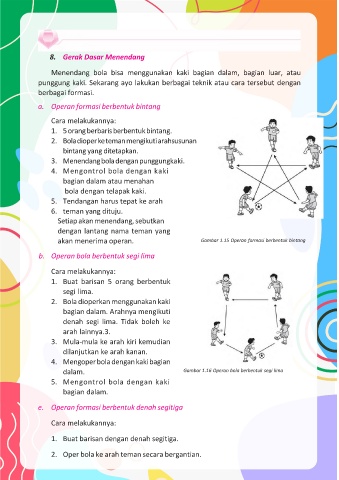 8. Gerak Dasar Menendang
Menendang bola bisa menggunakan kaki bagian dalam, bagian luar, atau
punggung kaki. Sekarang ayo lakukan berbagai teknik atau cara tersebut dengan
berbagai formasi.
a. Operan formasi berbentuk bintang
Cara melakukannya:
1. 5 orang berbaris berbentuk bintang.
2. Bola dioper ke teman mengikuti arah susunan
bintang yang ditetapkan.
3. Menendang bola dengan punggung kaki.
4. Mengontrol bola dengan kaki
bagian dalam atau menahan
bola dengan telapak kaki.
5. Tendangan harus tepat ke arah
6. teman yang dituju.
Setiap akan menendang, sebutkan
dengan lantang nama teman yang
akan menerima operan.
Gambar 1.15 Operan formasi berbentuk bintang
b. Operan bola berbentuk segi lima
Cara melakukannya:
1. Buat barisan 5 orang berbentuk
segi lima.
2. Bola dioperkan menggunakan kaki
bagian dalam. Arahnya mengikuti
denah segi lima. Tidak boleh ke
arah lainnya.3.
3. Mula-mula ke arah kiri kemudian
dilanjutkan ke arah kanan.
4. Mengoper bola dengan kaki bagian
dalam.
5. Mengontrol bola dengan kaki
bagian dalam.
Gambar 1.16 Operan bola berbentuk segi lima
e. Operan formasi berbentuk denah segitiga
Cara melakukannya:
1. Buat barisan dengan denah segitiga.
2. Oper bola ke arah teman secara bergantian.